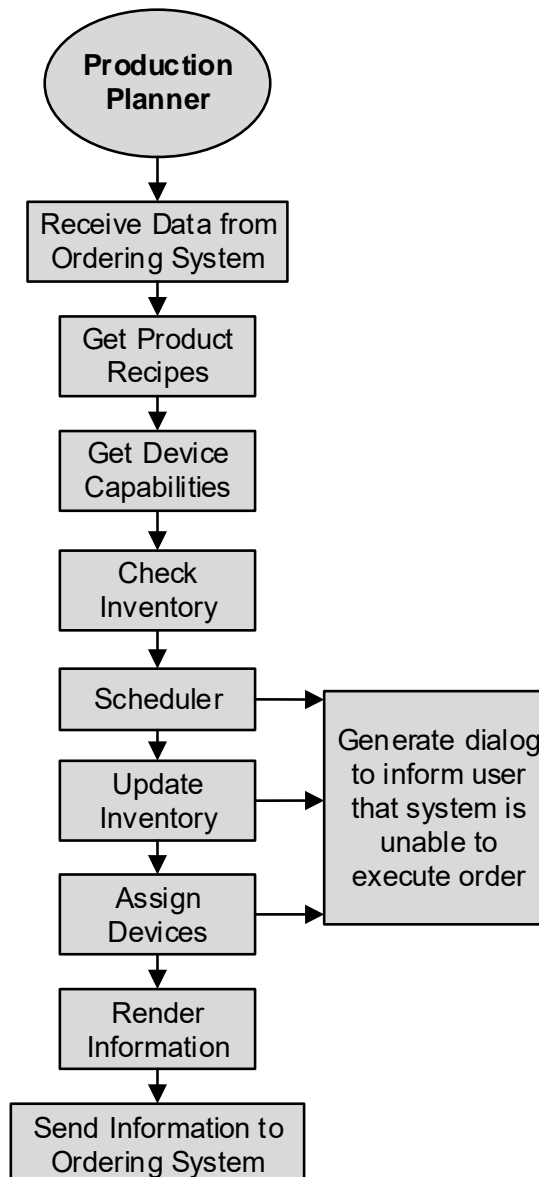 Production
Planner
Receive Data from
Ordering System
Get Product
Recipes
Get Device
Capabilities
Check
Inventory
Scheduler
Update
Inventory
Assign
Devices
Generate dialog
to inform user
that system is
unable to
execute order
Render
Information
Send Information to
Ordering System